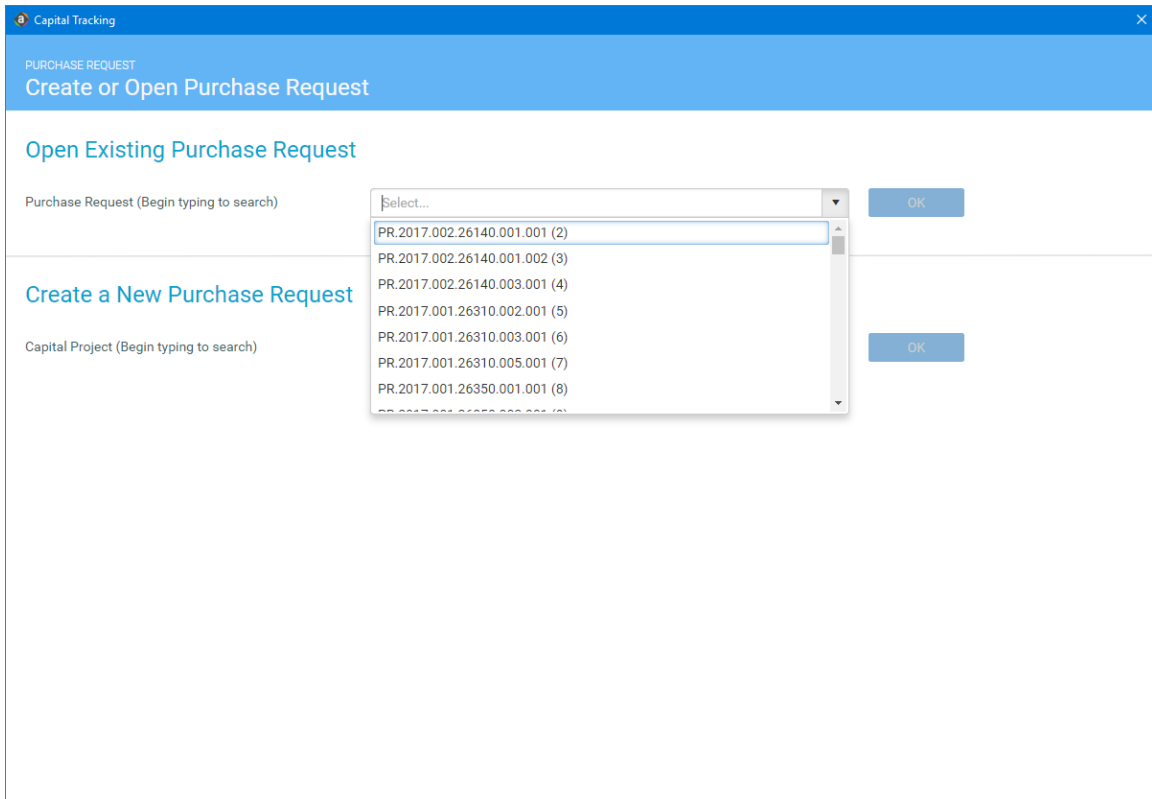 Capital Tracking
PURCHASE REQUEST
Create or Open Purchase Request
Open Existing Purchase Request
Purchase Request (Begin typing to search)
Select...
OK
PR.2017.002.26140.001.001 (2)
PR.2017.002.26140.001.002 (3)
PR.2017.002.26140.003.001 (4)
PR.2017.001.26310.002.001 (5)
PR.2017.001.26310.003.001 (6)
PR.2017.001.26310.005.001 (7)
PR.2017.001.26350.001.001 (8)
Create a New Purchase Request
Capital Project (Begin typing to search)
OK